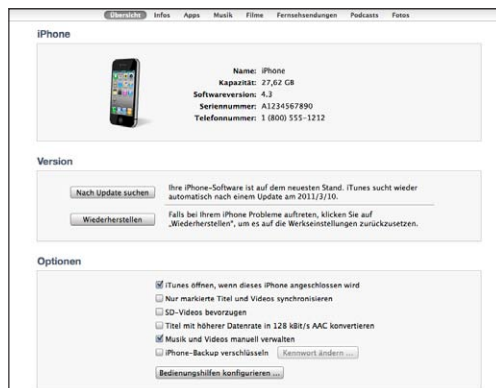 Übersicht Infos Apps Musik Filme Fernsehsendungen Podcasts Fotos
iPhone
Name: iPhone
Kapazität: 27,62 GB
Softwareversion: 4.3
Seriennummer: A1234567890
Telefonnummer: 1 (800) 555-1212
Version
Nach Update suchen
Ihre iPhone-Software ist auf dem neuesten Stand. iTunes sucht wieder
automatisch nach einem Update am 2011/3/10.
Wiederherstellen
Falls bei Ihrem iPhone Probleme auftreten, klicken Sie auf
„Wiederherstellen“, um es auf die Werkseinstellungen zurückzusetzen.
Optionen
iTunes öffnen, wenn dieses iPhone angeschlossen wird
Nur markierte Titel und Videos synchronisieren
SD-Videos bevorzugen
Titel mit höherer Datenrate in 128 kBit/s AAC konvertieren
Musik und Videos manuell verwalten
iPhone-Backup verschlüsseln Kennwort ändern ...
Bedienungshilfen konfigurieren ...